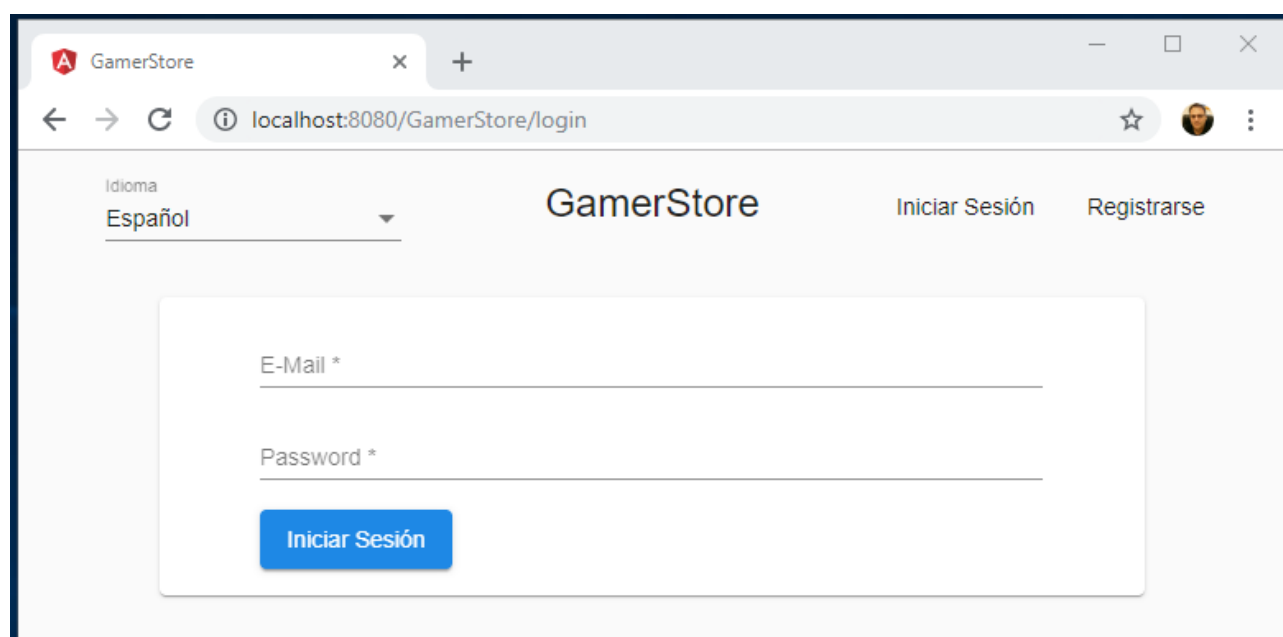 GamerStore
localhost:8080/GamerStore/login
Idioma
Español
GamerStore
Iniciar Sesión
Registrarse
E-Mail *
Password *
Iniciar Sesión